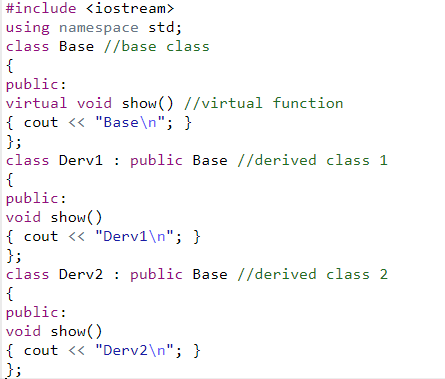 #include <iostream>
using namespace std;
class Base //base class
{
public:
virtual void show() //virtual function
{ cout << "Base\n"; }
};
class Derv1 : public Base //derived class 1
{
public:
void show()
{ cout << "Derv1\n"; }
};
class Derv2 : public Base //derived class 2
{
public:
void show()
{ cout << "Derv2\n"; }
};